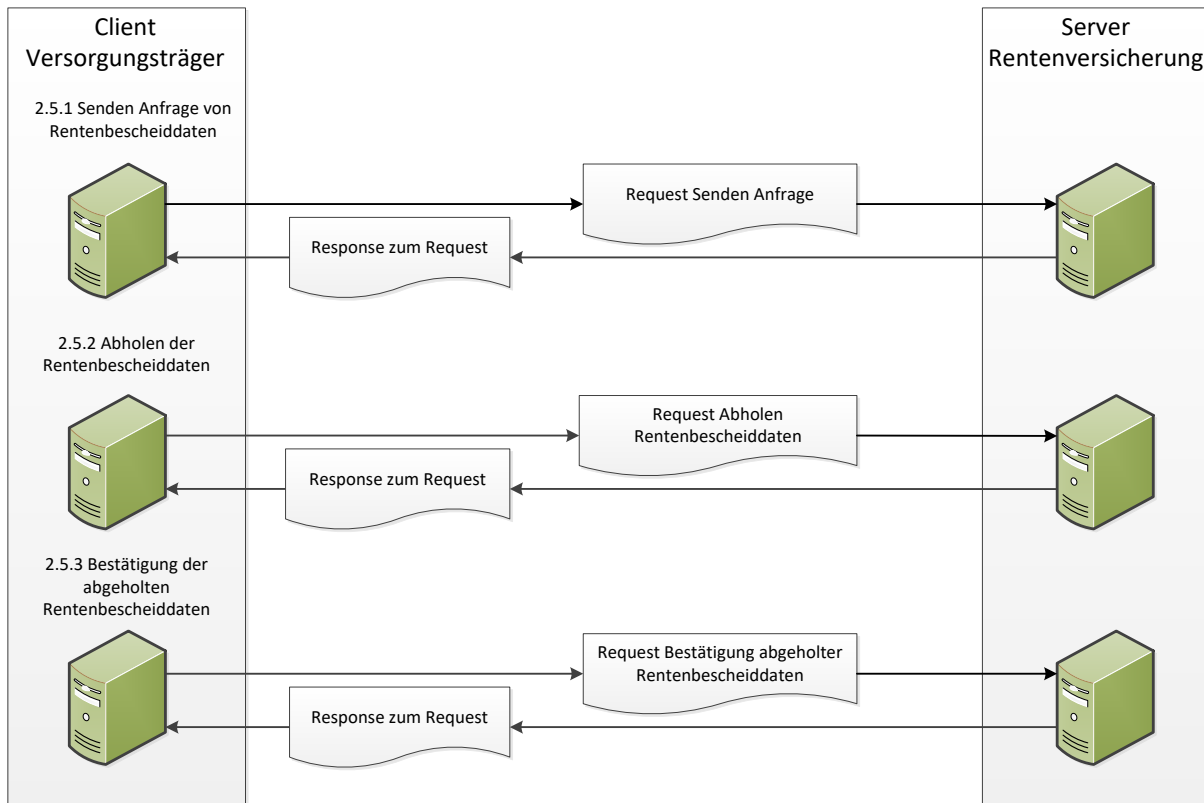 Client
Versorgungsträger
Server
Rentenversicherung
2.5.1 Senden Anfrage von
Rentenbescheiddaten
Request Senden Anfrage
Response zum Request
2.5.2 Abholen der
Rentenbescheiddaten
Request Abholen
Rentenbescheiddaten
Response zum Request
2.5.3 Bestätigung der
abgeholten
Rentenbescheiddaten
Request Bestätigung abgeholter
Rentenbescheiddaten
Response zum Request